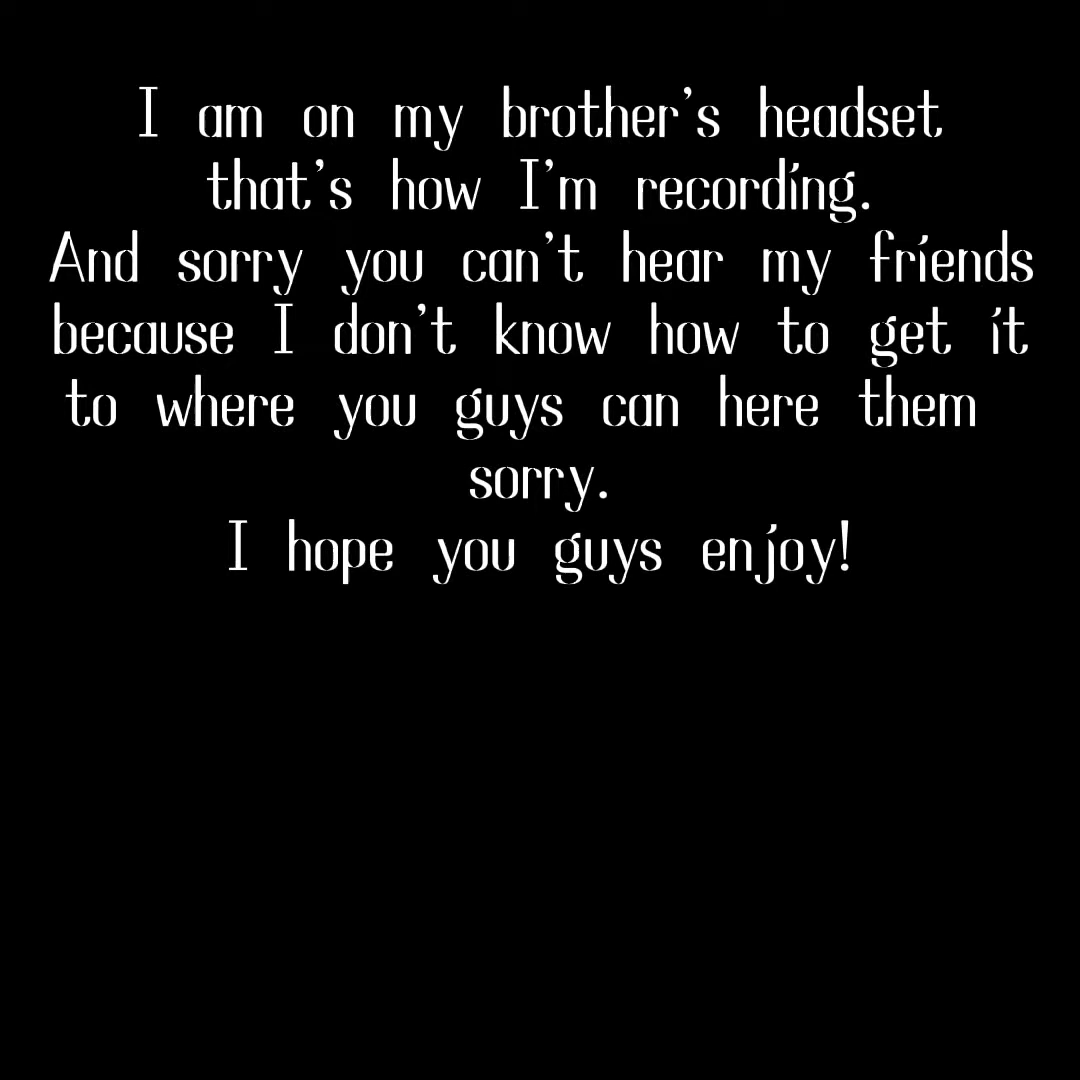 I am on my brother's headset
that's how I'm recording.
And sorry you can't hear my friends
because I don't know how to get it
to where you guys can here them
sorry.
I hope you guys enjoy!